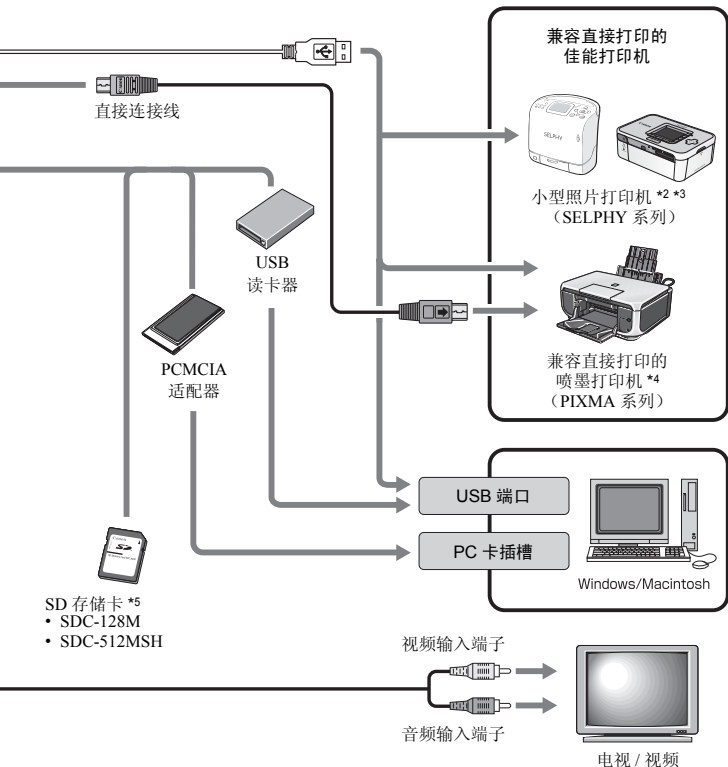 兼容直接打印的
佳能打印机
直接连接线
SELPHY
小型照片打印机 *2 *3
（SELPHY 系列）
USB
读卡器
PCMCIA
适配器
兼容直接打印的
喷墨打印机 *4
（PIXMA 系列）
USB 端口
PC 卡插槽
Windows/Macintosh
Canon
SD
SD 存储卡 *5
• SDC-128M
• SDC-512MSH
视频输入端子
音频输入端子
电视 / 视频